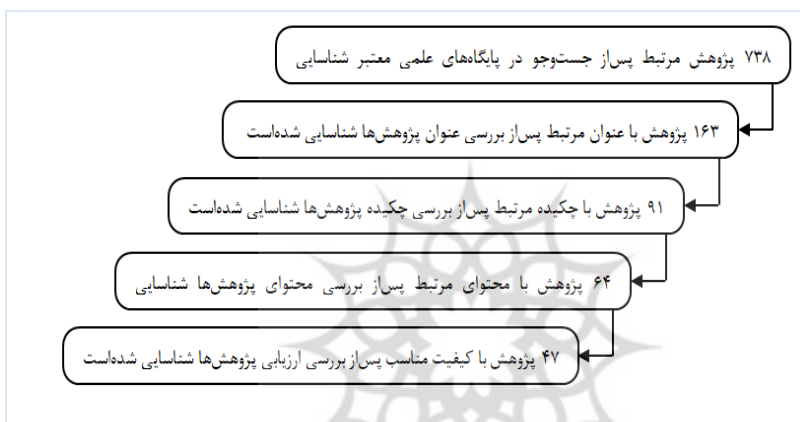 ۷۳۸ پژوهش مرتبط پس‌از جست‌وجو در پایگاه‌های علمی معتبر شناسایی
۱۶۳ پژوهش با عنوان مرتبط پس‌از بررسی عنوان پژوهش‌ها شناسایی شده‌است
۹۱ پژوهش با چکیده مرتبط پس‌از بررسی چکیده پژوهش‌ها شناسایی شده‌است
۶۴ پژوهش با محتوای مرتبط پس‌از بررسی محتوای پژوهش‌ها شناسایی
۴۷ پژوهش با کیفیت مناسب پس‌از بررسی ارزیابی پژوهش‌ها شناسایی شده‌است